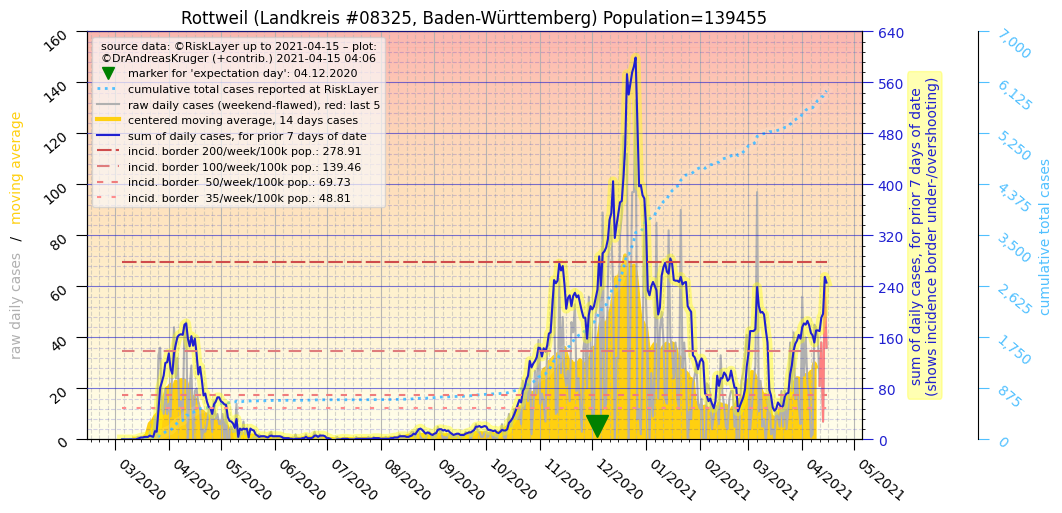 Rottweil (Landkreis #08325, Baden-Württemberg) Population=139455
source data: ©RiskLayer up to 2021-04-15 – plot:
©DrAndreasKruger (+contrib.) 2021-04-15 04:06
marker for 'expectation day': 04.12.2020
cumulative total cases reported at RiskLayer
raw daily cases (weekend-flawed), red: last 5
centered moving average, 14 days cases
sum of daily cases, for prior 7 days of date
incid. border 200/week/100k pop.: 278.91
incid. border 100/week/100k pop.: 139.46
incid. border  50/week/100k pop.: 69.73
incid. border  35/week/100k pop.: 48.81
raw daily cases / moving average
160
140
120
100
80
60
40
20
0
03/2020
04/2020
05/2020
06/2020
07/2020
08/2020
09/2020
10/2020
11/2020
12/2020
01/2021
02/2021
03/2021
04/2021
05/2021
640
560
480
400
320
240
160
80
0
sum of daily cases, for prior 7 days of date
(shows incidence border under-/overshooting)
7,000
6,125
5,250
4,375
3,500
2,625
1,750
875
0
cumulative total cases